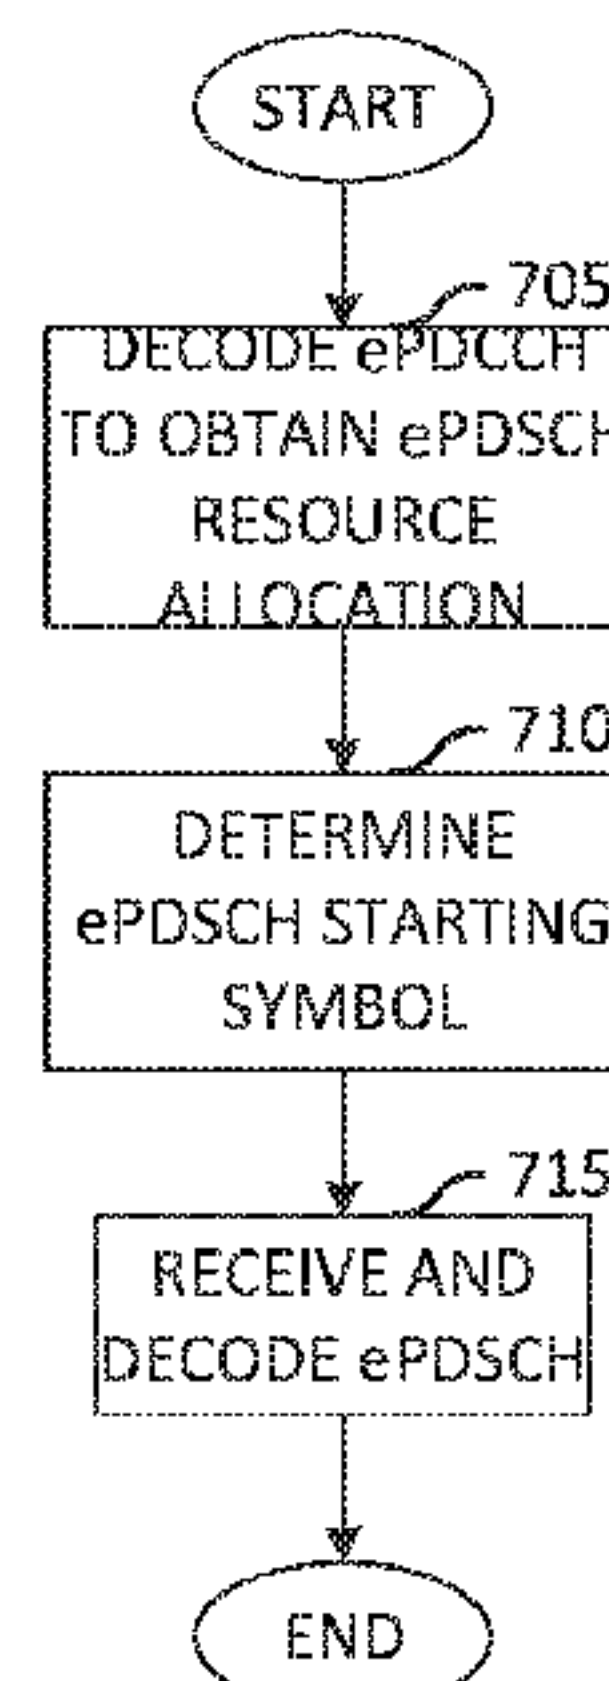 START
705
DECODE ePDCCH
TO OBTAIN ePDSCH
RESOURCE
ALLOCATION
710
DETERMINE
ePDSCH STARTING
SYMBOL
715
RECEIVE AND
DECODE ePDSCH
END